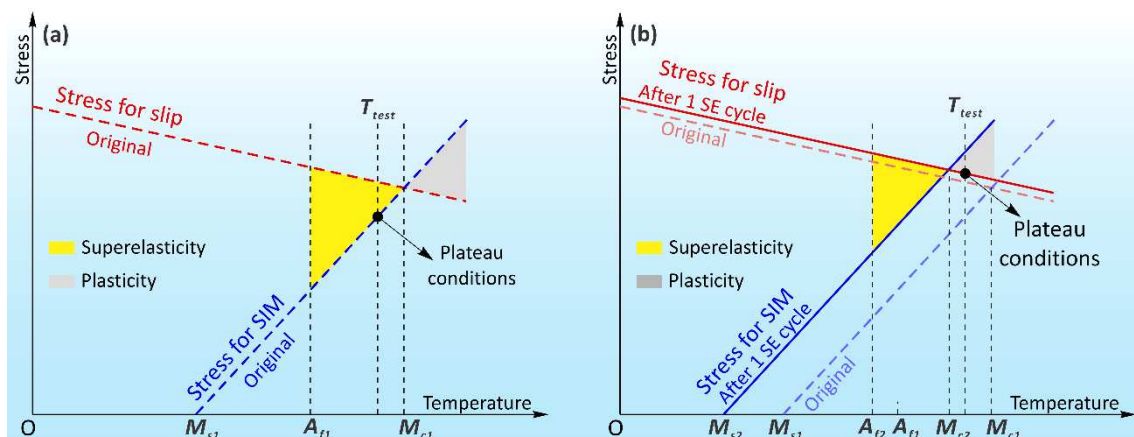 (a)
Stress
Stress for slip
Original
T_test
Superelasticity
Plasticity
Plateau
conditions
Stress for SIM
Original
Temperature
O
M_s1
A_f1
M_c1
(b)
Stress
Stress for slip
After 1 SE cycle
Original
T_test
Superelasticity
Plasticity
Plateau
conditions
Stress for SIM
After 1 SE cycle
Original
Temperature
O
M_s2
M_s1
A_f2
A_f1
M_c2
M_c1